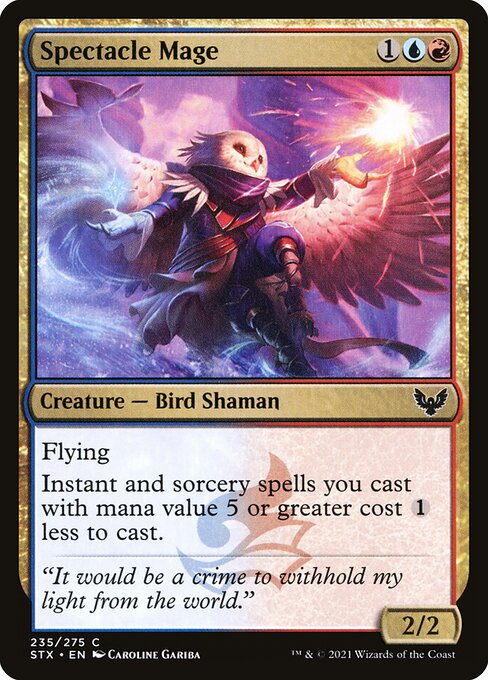 Spectacle Mage 1
Creature — Bird Shaman
Flying
Instant and sorcery spells you cast
with mana value 5 or greater cost 1
less to cast.
“It would be a crime to withhold my
light from the world.”
2/2
235/275 C
STX • EN Caroline Gariba
™ & © 2021 Wizards of the Coast